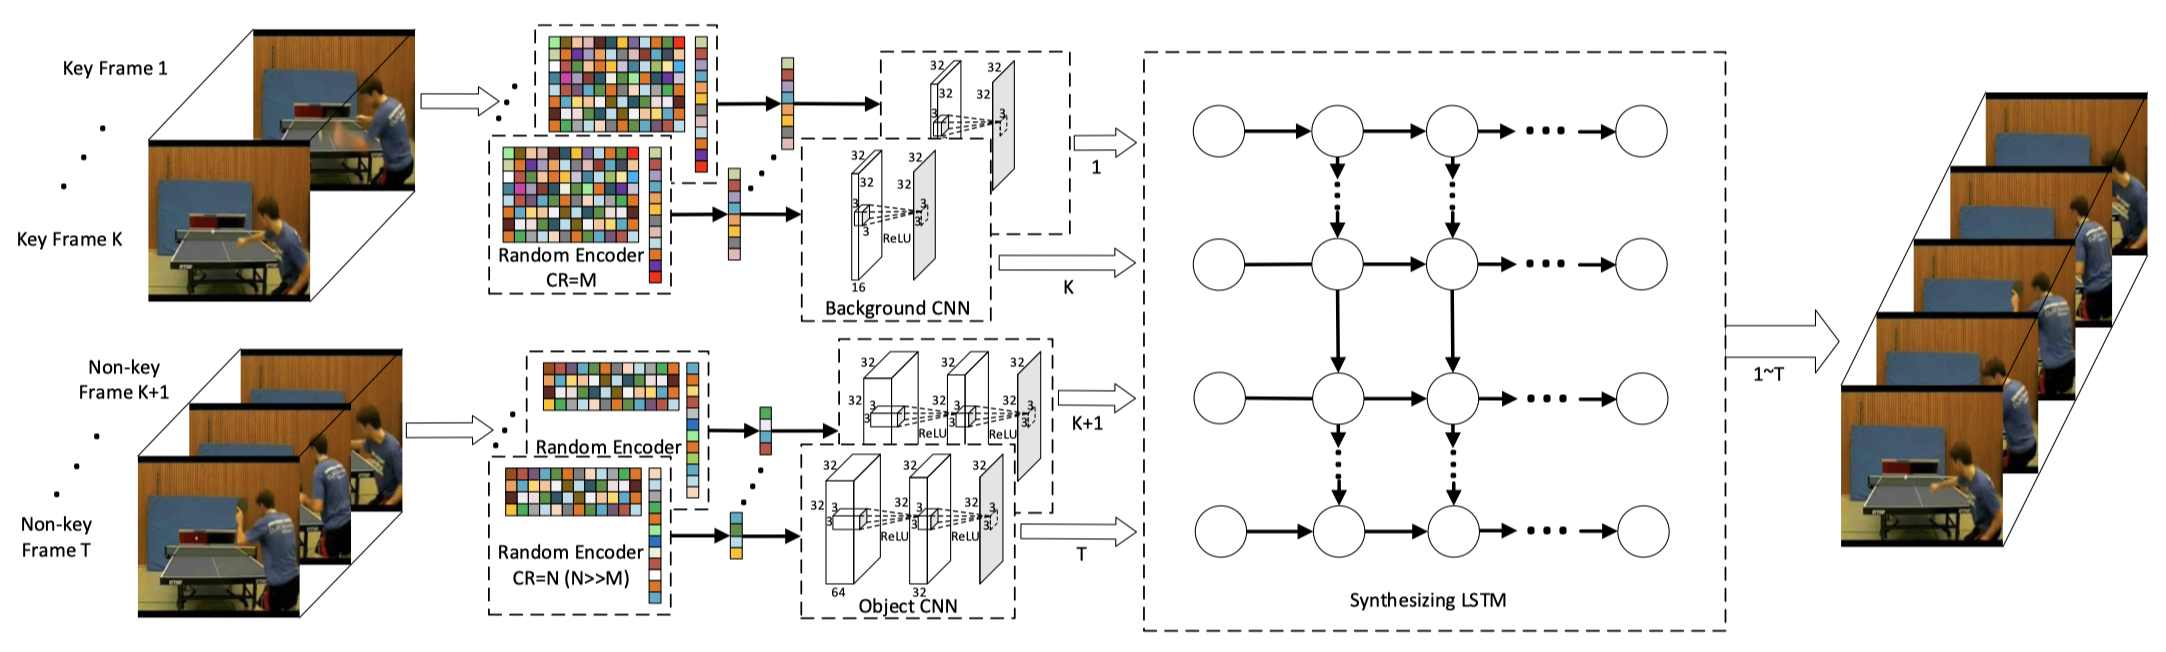 Key Frame 1
Key Frame K
Random Encoder
CR=M
32
32
3
32
32
3
32
32
3
3
ReLU
16
32
32
3
3
Background CNN
1
K
Non-key
Frame K+1
Non-key
Frame T
Random Encoder
Random Encoder
CR=N (N>>M)
32
32
3
3
ReLU
32
32
3
ReLU
32
32
3
3
32
32
3
3
ReLU
64
32
32
3
3
ReLU
32
32
32
3
3
Object CNN
K+1
T
Synthesizing LSTM
1~T